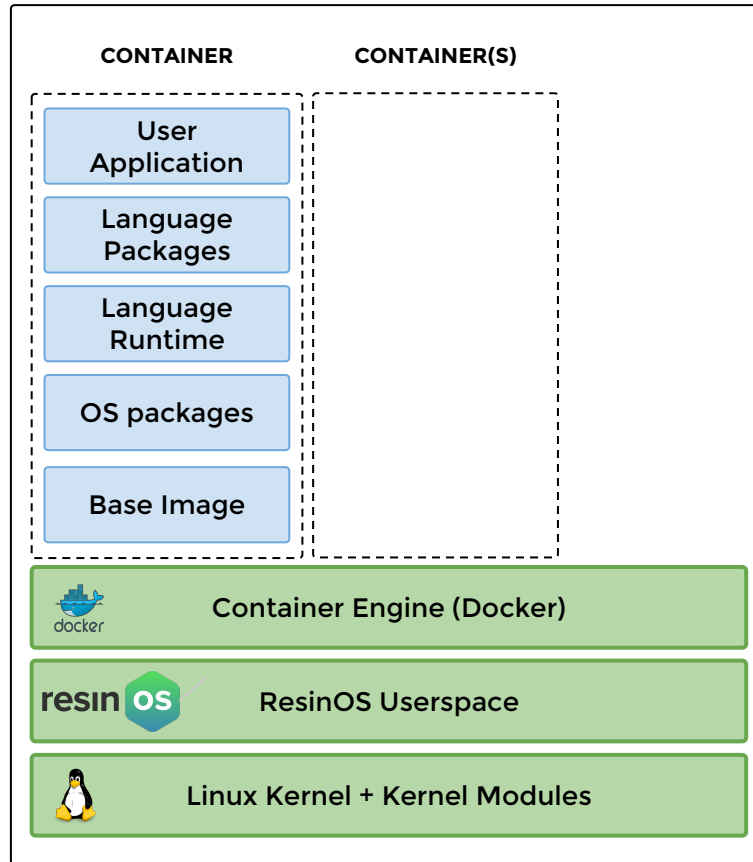 CONTAINER
CONTAINER(S)
User
Application
Language
Packages
Language
Runtime
OS packages
Base Image
docker
Container Engine (Docker)
resin os
ResinOS Userspace
Linux Kernel + Kernel Modules